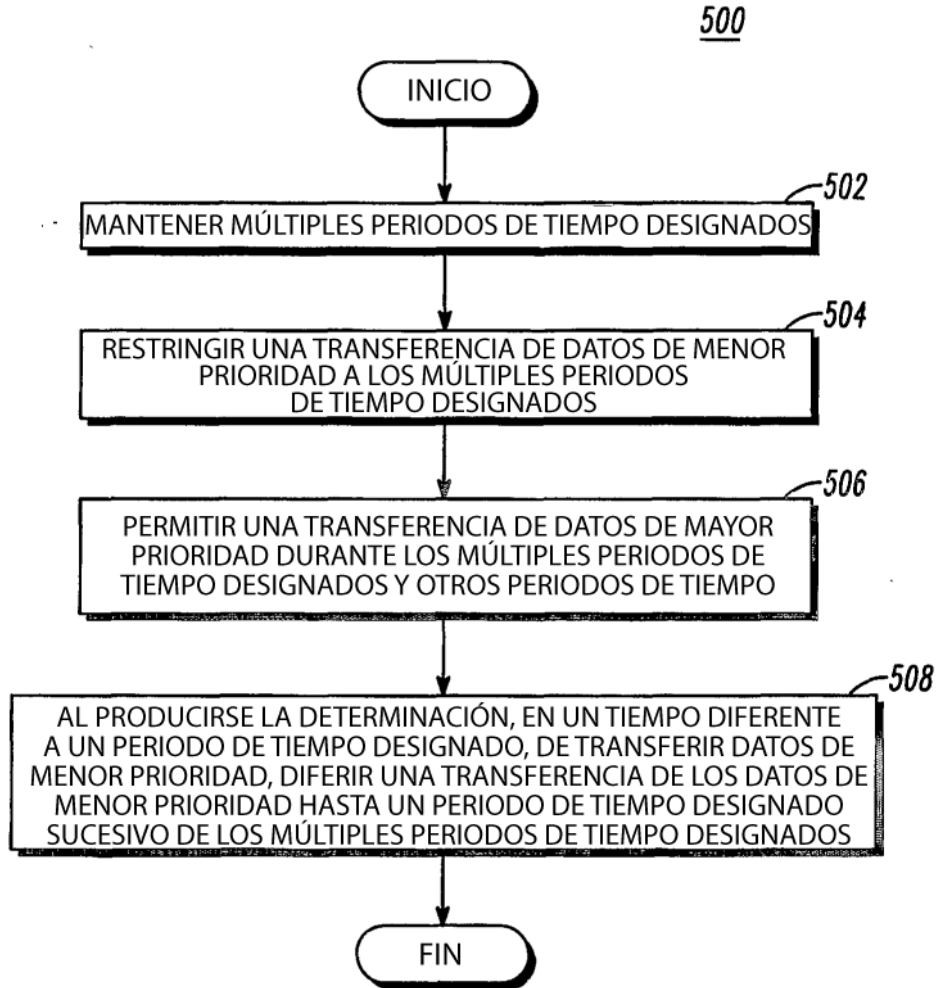 500
INICIO
502
MANTENER MÚLTIPLES PERIODOS DE TIEMPO DESIGNADOS
504
RESTRINGIR UNA TRANSFERENCIA DE DATOS DE MENOR
PRIORIDAD A LOS MÚLTIPLES PERIODOS
DE TIEMPO DESIGNADOS
506
PERMITIR UNA TRANSFERENCIA DE DATOS DE MAYOR
PRIORIDAD DURANTE LOS MÚLTIPLES PERIODOS DE
TIEMPO DESIGNADOS Y OTROS PERIODOS DE TIEMPO
508
AL PRODUCIRSE LA DETERMINACIÓN, EN UN TIEMPO DIFERENTE
A UN PERIODO DE TIEMPO DESIGNADO, DE TRANSFERIR DATOS DE
MENOR PRIORIDAD, DIFERIR UNA TRANSFERENCIA DE LOS DATOS DE
MENOR PRIORIDAD HASTA UN PERIODO DE TIEMPO DESIGNADO
SUCESIVO DE LOS MÚLTIPLES PERIODOS DE TIEMPO DESIGNADOS
FIN